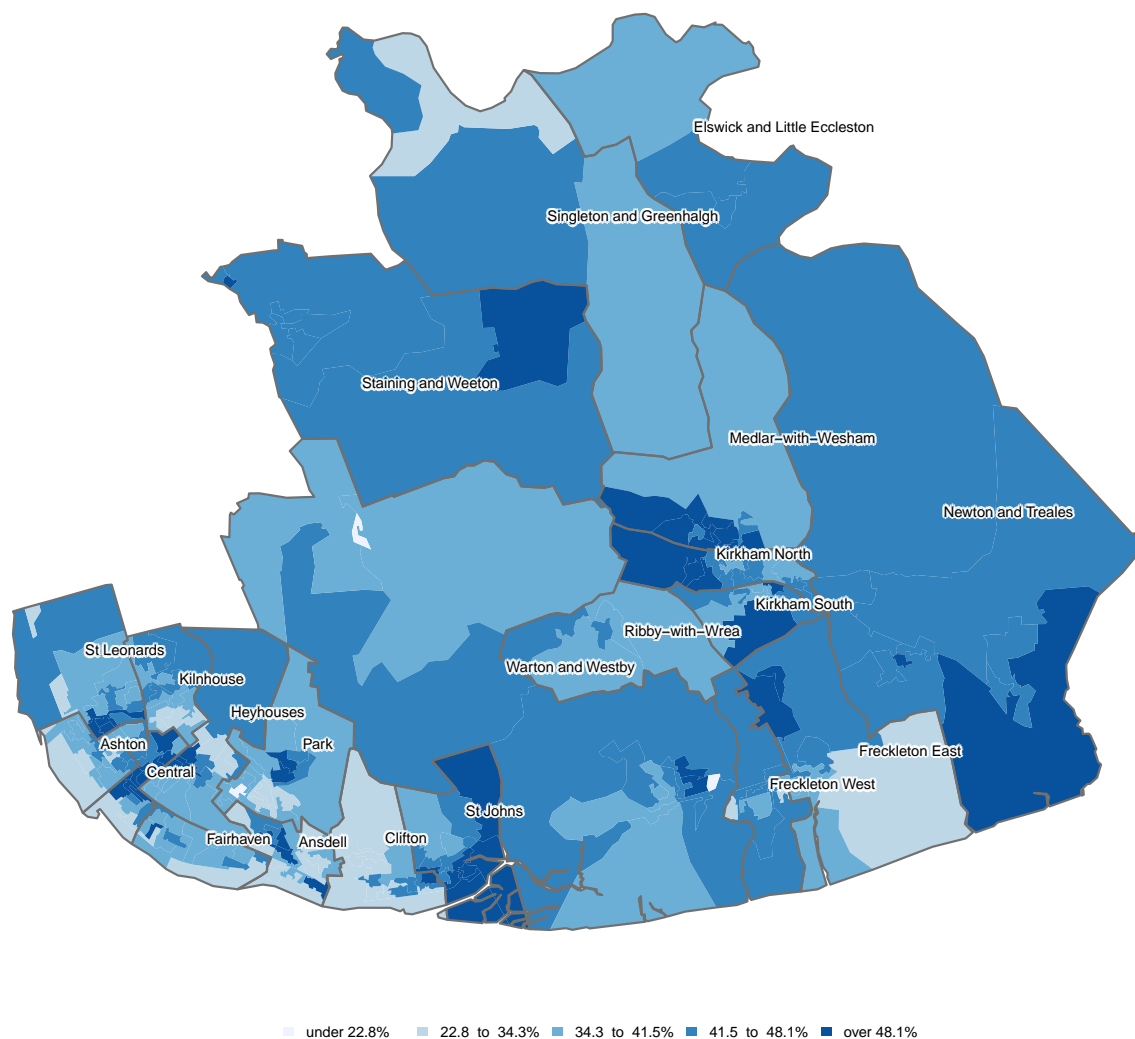 Elswick and Little Eccleston
Singleton and Greenhalgh
Staining and Weeton
Medlar–with–Wesham
Newton and Treales
Kirkham North
Kirkham South
Ribby–with–Wrea
St Leonards
Warton and Westby
Kilnhouse
Heyhouses
Ashton
Park
Freckleton East
Central
Freckleton West
St Johns
Fairhaven
Ansdell
Clifton
under 22.8% 22.8 to 34.3% 34.3 to 41.5% 41.5 to 48.1% over 48.1%